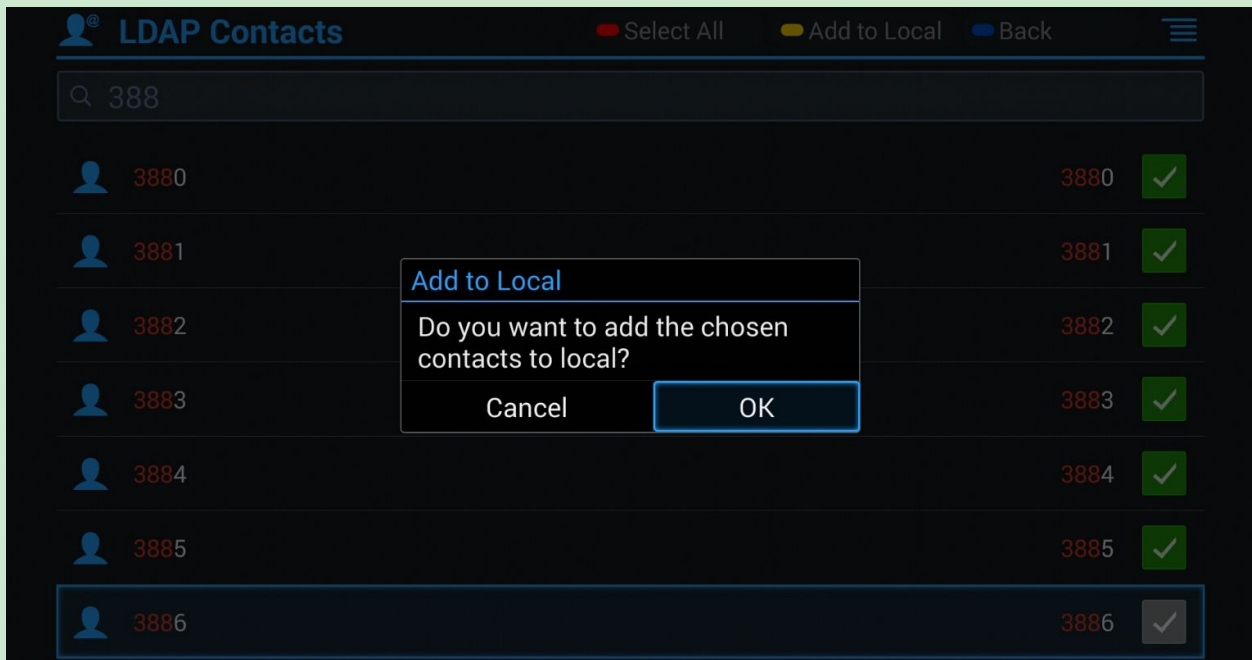 LDAP Contacts Select All Add to Local Back
388
3880 3880
3881 3881
Add to Local
3882 Do you want to add the chosen 3882
contacts to local?
3883 Cancel OK 3883
3884 3884
3885 3885
3886 3886